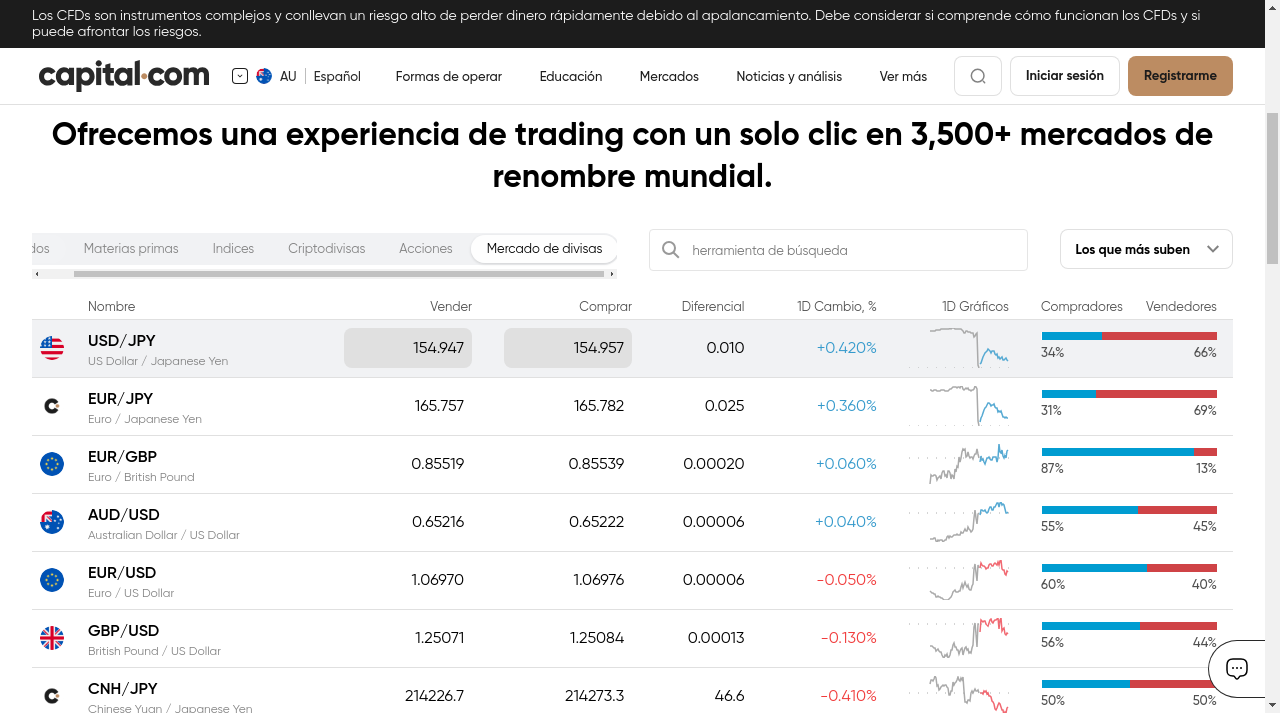 Los CFDs son instrumentos complejos y conllevan un riesgo alto de perder dinero rápidamente debido al apalancamiento. Debe considerar si comprende cómo funcionan los CFDs y si
puede afrontar los riesgos.
capital.com AU Español Formas de operar Educación Mercados Noticias y análisis Ver más Iniciar sesión Registrarme
Ofrecemos una experiencia de trading con un solo clic en 3,500+ mercados de
renombre mundial.
dos Materias primas Indices Criptodivisas Acciones Mercado de divisas herramienta de búsqueda Los que más suben
Nombre Vender Comprar Diferencial 1D Cambio, % 1D Gráficos Compradores Vendedores
USD/JPY 154.947 154.957 0.010 +0.420%
US Dollar / Japanese Yen 34% 66%
EUR/JPY 165.757 165.782 0.025 +0.360%
Euro / Japanese Yen 31% 69%
EUR/GBP 0.85519 0.85539 0.00020 +0.060%
Euro / British Pound 87% 13%
AUD/USD 0.65216 0.65222 0.00006 +0.040%
Australian Dollar / US Dollar 55% 45%
EUR/USD 1.06970 1.06976 0.00006 -0.050%
Euro / US Dollar 60% 40%
GBP/USD 1.25071 1.25084 0.00013 -0.130%
British Pound / US Dollar 56% 44%
CNH/JPY 214226.7 214273.3 46.6 -0.410%
Chinese Yuan / Japanese Yen 50% 50%